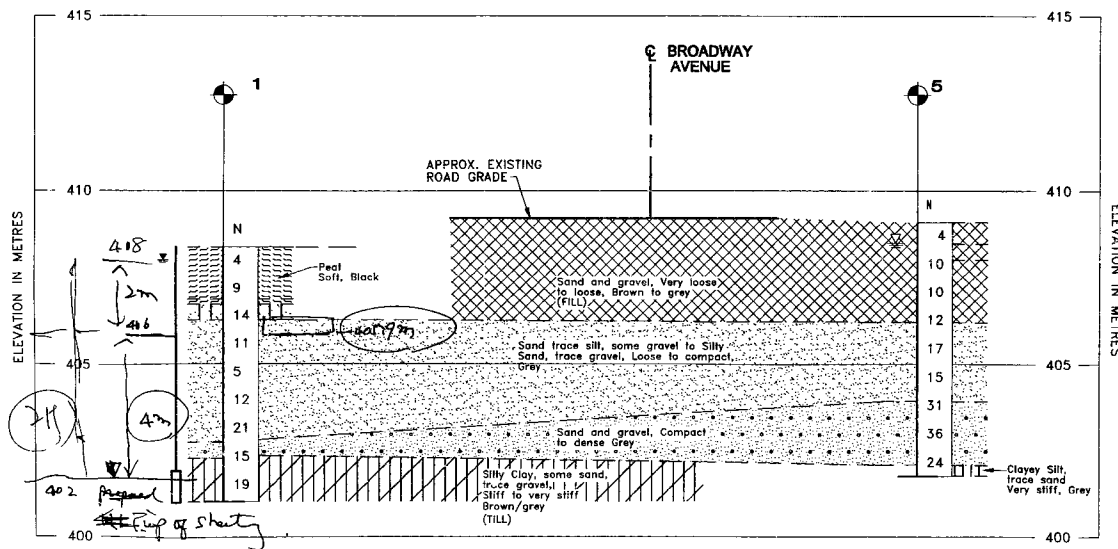 415
415
1
℄ BROADWAY
AVENUE
5
APPROX. EXISTING
ROAD GRADE
410
410
ELEVATION IN METRES
ELEVATION IN METRES
N
N
418
4
9
14
11
5
12
21
15
19
Peat
Soft, Black
2m
416
4m
2H
Sand and gravel, Very loose
to loose, Brown to grey
(FILL)
4
10
10
12
17
15
31
36
24
405
405
Sand trace silt, some gravel to Silty
Sand, trace gravel, Loose to compact,
Grey
Sand and gravel, Compact
to dense Grey
Silty Clay, some sand,
trace gravel,
Stiff to very stiff
Brown/grey
(TILL)
Clayey Silt,
trace sand
Very stiff, Grey
402
of sheeting
400
400